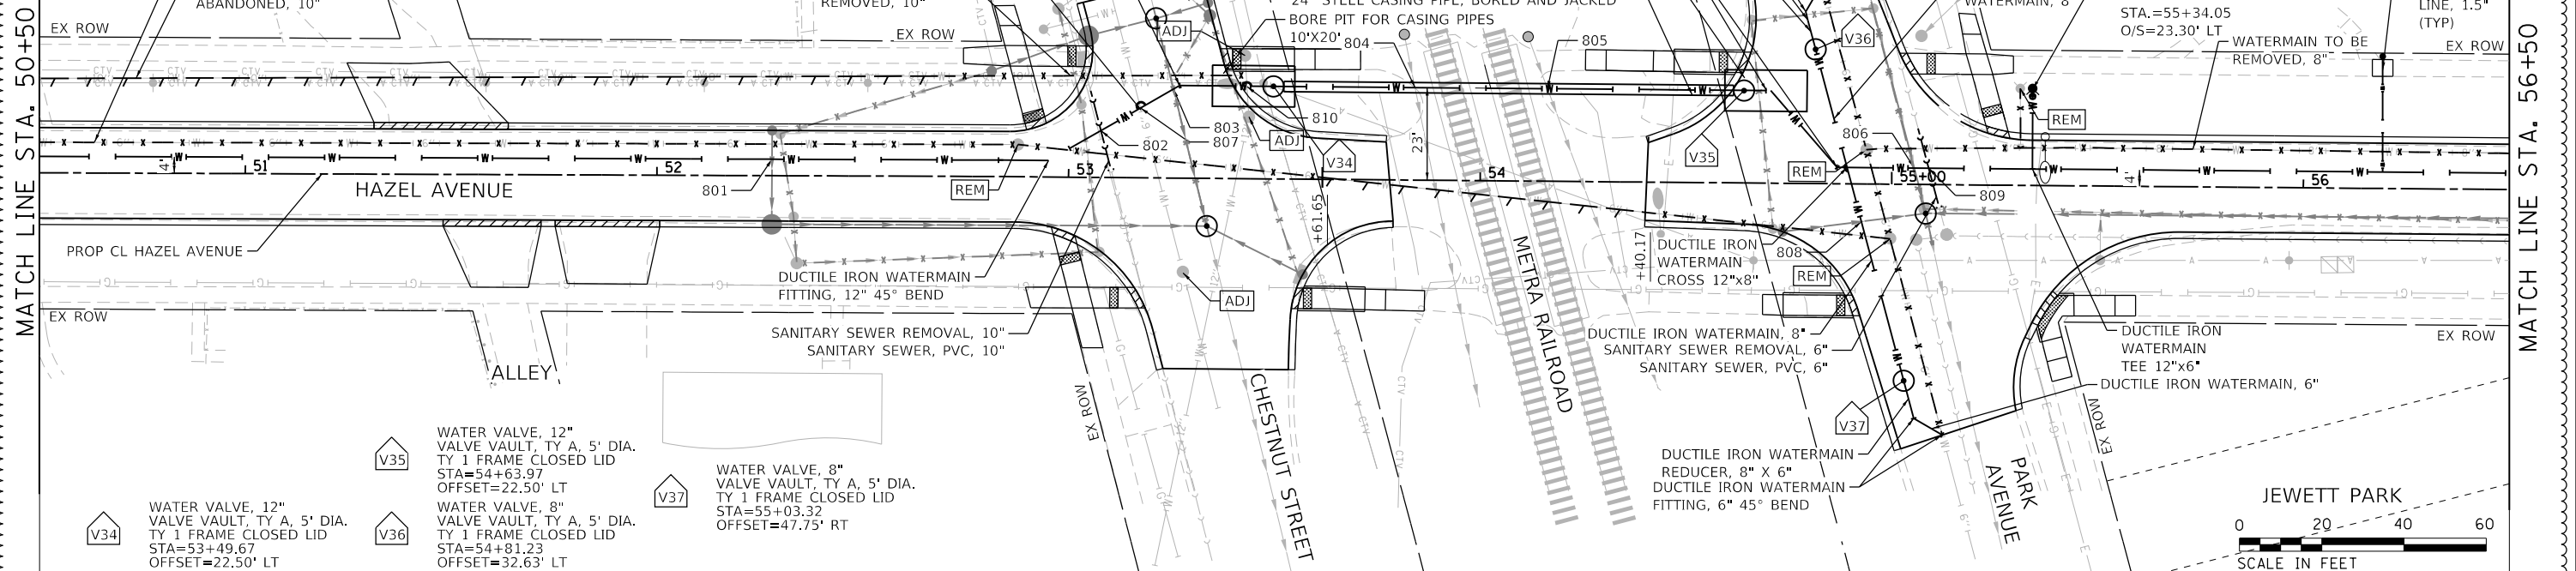 ABANDONED, 10"
REMOVED, 10"
24" STEEL CASING PIPE, BORED AND JACKED
BORE PIT FOR CASING PIPES
10'X20'
804
805
WATERMAIN, 8"
STA.=55+34.05
O/S=23.30' LT
WATERMAIN TO BE
REMOVED, 8"
LINE, 1.5"
(TYP)
EX ROW
EX ROW
EX ROW
ADJ
V36
MATCH LINE STA. 50+50
MATCH LINE STA. 56+50
803
807
802
810
ADJ
V34
23'
V35
806
REM
REM
REM
4'
51
52
53
54
55+00
56
4'
801
809
HAZEL AVENUE
PROP CL HAZEL AVENUE
+61.65
+40.17
DUCTILE IRON
WATERMAIN
CROSS 12"x8"
808
REM
DUCTILE IRON WATERMAIN
FITTING, 12" 45° BEND
ADJ
METRA RAILROAD
EX ROW
SANITARY SEWER REMOVAL, 10"
SANITARY SEWER, PVC, 10"
DUCTILE IRON WATERMAIN, 8"
SANITARY SEWER REMOVAL, 6"
SANITARY SEWER, PVC, 6"
DUCTILE IRON
WATERMAIN
TEE 12"x6"
DUCTILE IRON WATERMAIN, 6"
EX ROW
ALLEY
EX ROW
CHESTNUT STREET
V37
EX ROW
PARK
AVENUE
DUCTILE IRON WATERMAIN
REDUCER, 8" X 6"
DUCTILE IRON WATERMAIN
FITTING, 6" 45° BEND
V35
WATER VALVE, 12"
VALVE VAULT, TY A, 5' DIA.
TY 1 FRAME CLOSED LID
STA=54+63.97
OFFSET=22.50' LT
V37
WATER VALVE, 8"
VALVE VAULT, TY A, 5' DIA.
TY 1 FRAME CLOSED LID
STA=55+03.32
OFFSET=47.75' RT
V34
WATER VALVE, 12"
VALVE VAULT, TY A, 5' DIA.
TY 1 FRAME CLOSED LID
STA=53+49.67
OFFSET=22.50' LT
V36
WATER VALVE, 8"
VALVE VAULT, TY A, 5' DIA.
TY 1 FRAME CLOSED LID
STA=54+81.23
OFFSET=32.63' LT
JEWETT PARK
0 20 40 60
SCALE IN FEET